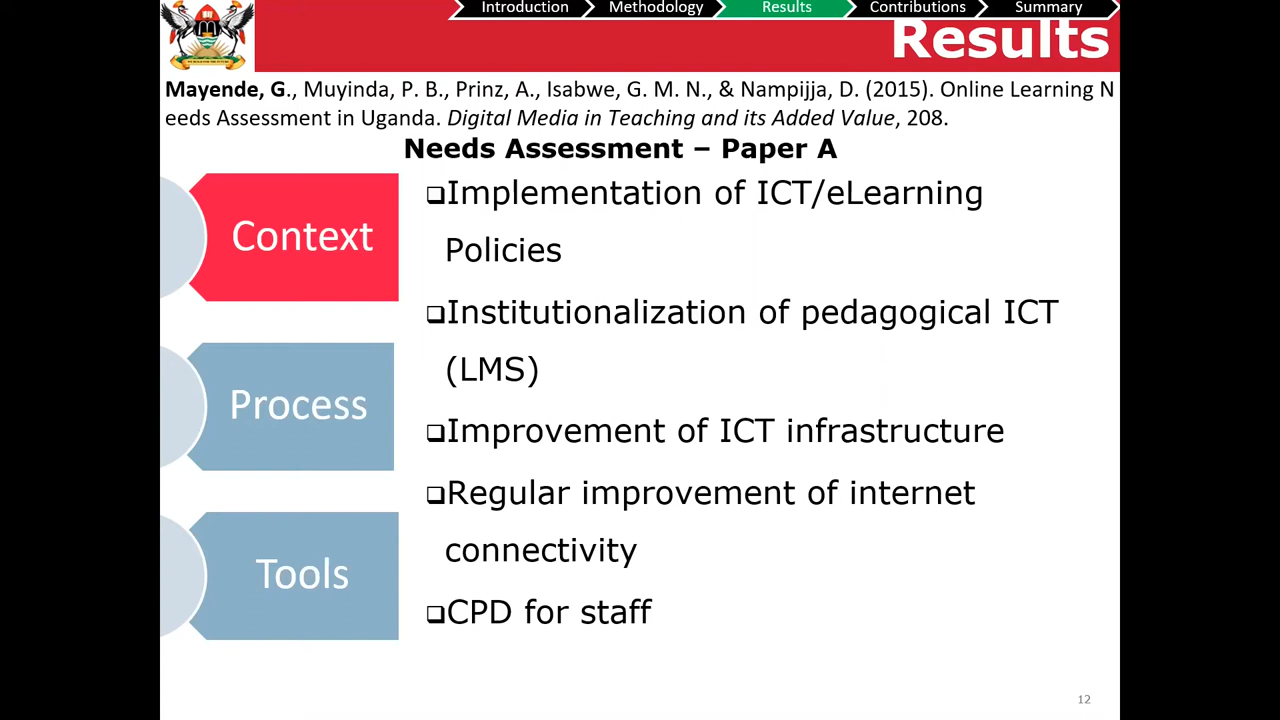 Introduction
Methodology
Results
Contributions
Summary
Results
Mayende, G., Muyinda, P. B., Prinz, A., Isabwe, G. M. N., & Nampijja, D. (2015). Online Learning N
eeds Assessment in Uganda. Digital Media in Teaching and its Added Value, 208.
Needs Assessment – Paper A
Context
Process
Tools
❑Implementation of ICT/eLearning
Policies
❑Institutionalization of pedagogical ICT
(LMS)
❑Improvement of ICT infrastructure
❑Regular improvement of internet
connectivity
❑CPD for staff
12